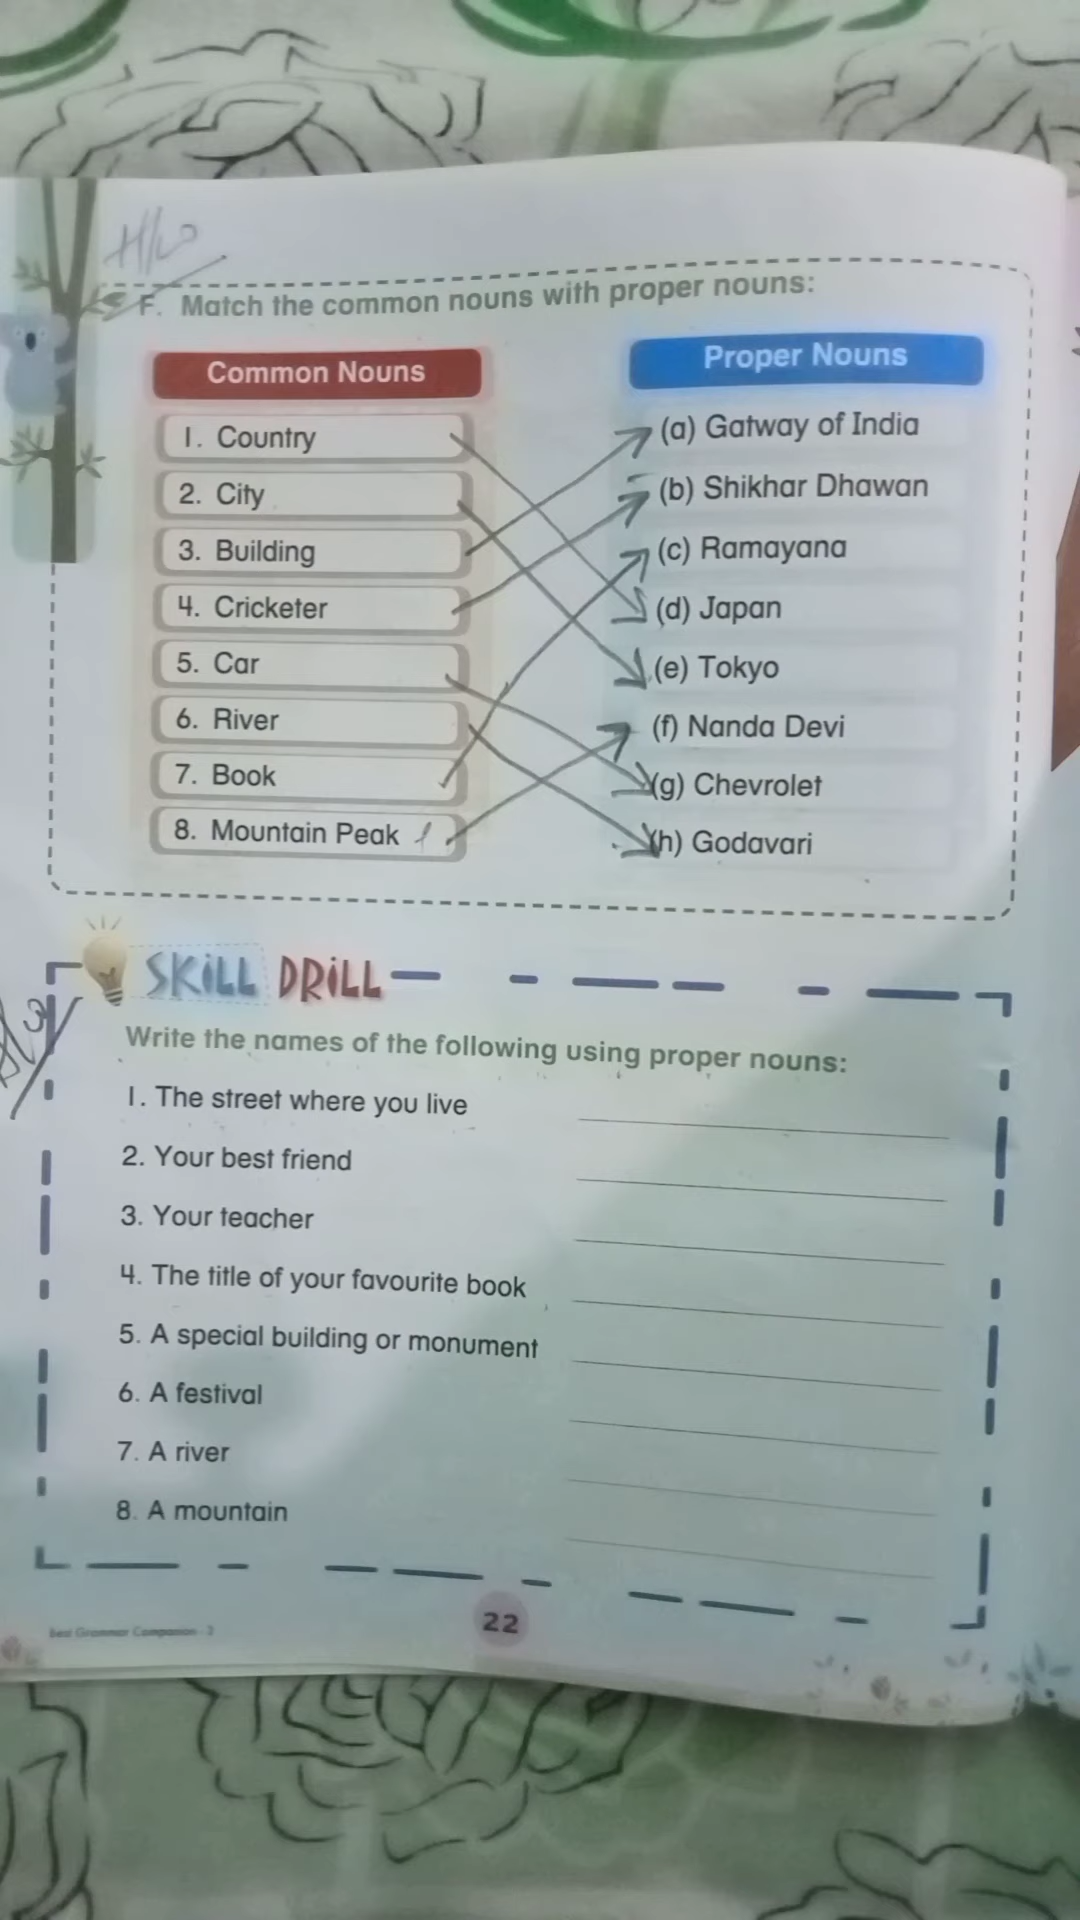 H/W
F. Match the common nouns with proper nouns:
Common Nouns
Proper Nouns
1. Country
(a) Gatway of India
2. City
(b) Shikhar Dhawan
3. Building
(c) Ramayana
4. Cricketer
(d) Japan
5. Car
(e) Tokyo
6. River
(f) Nanda Devi
7. Book
(g) Chevrolet
8. Mountain Peak
(h) Godavari
SKiLL DRiLL
Write the names of the following using proper nouns:
1. The street where you live
2. Your best friend
3. Your teacher
4. The title of your favourite book
5. A special building or monument
6. A festival
7. A river
8. A mountain
Best Grammar Companion - 2
22